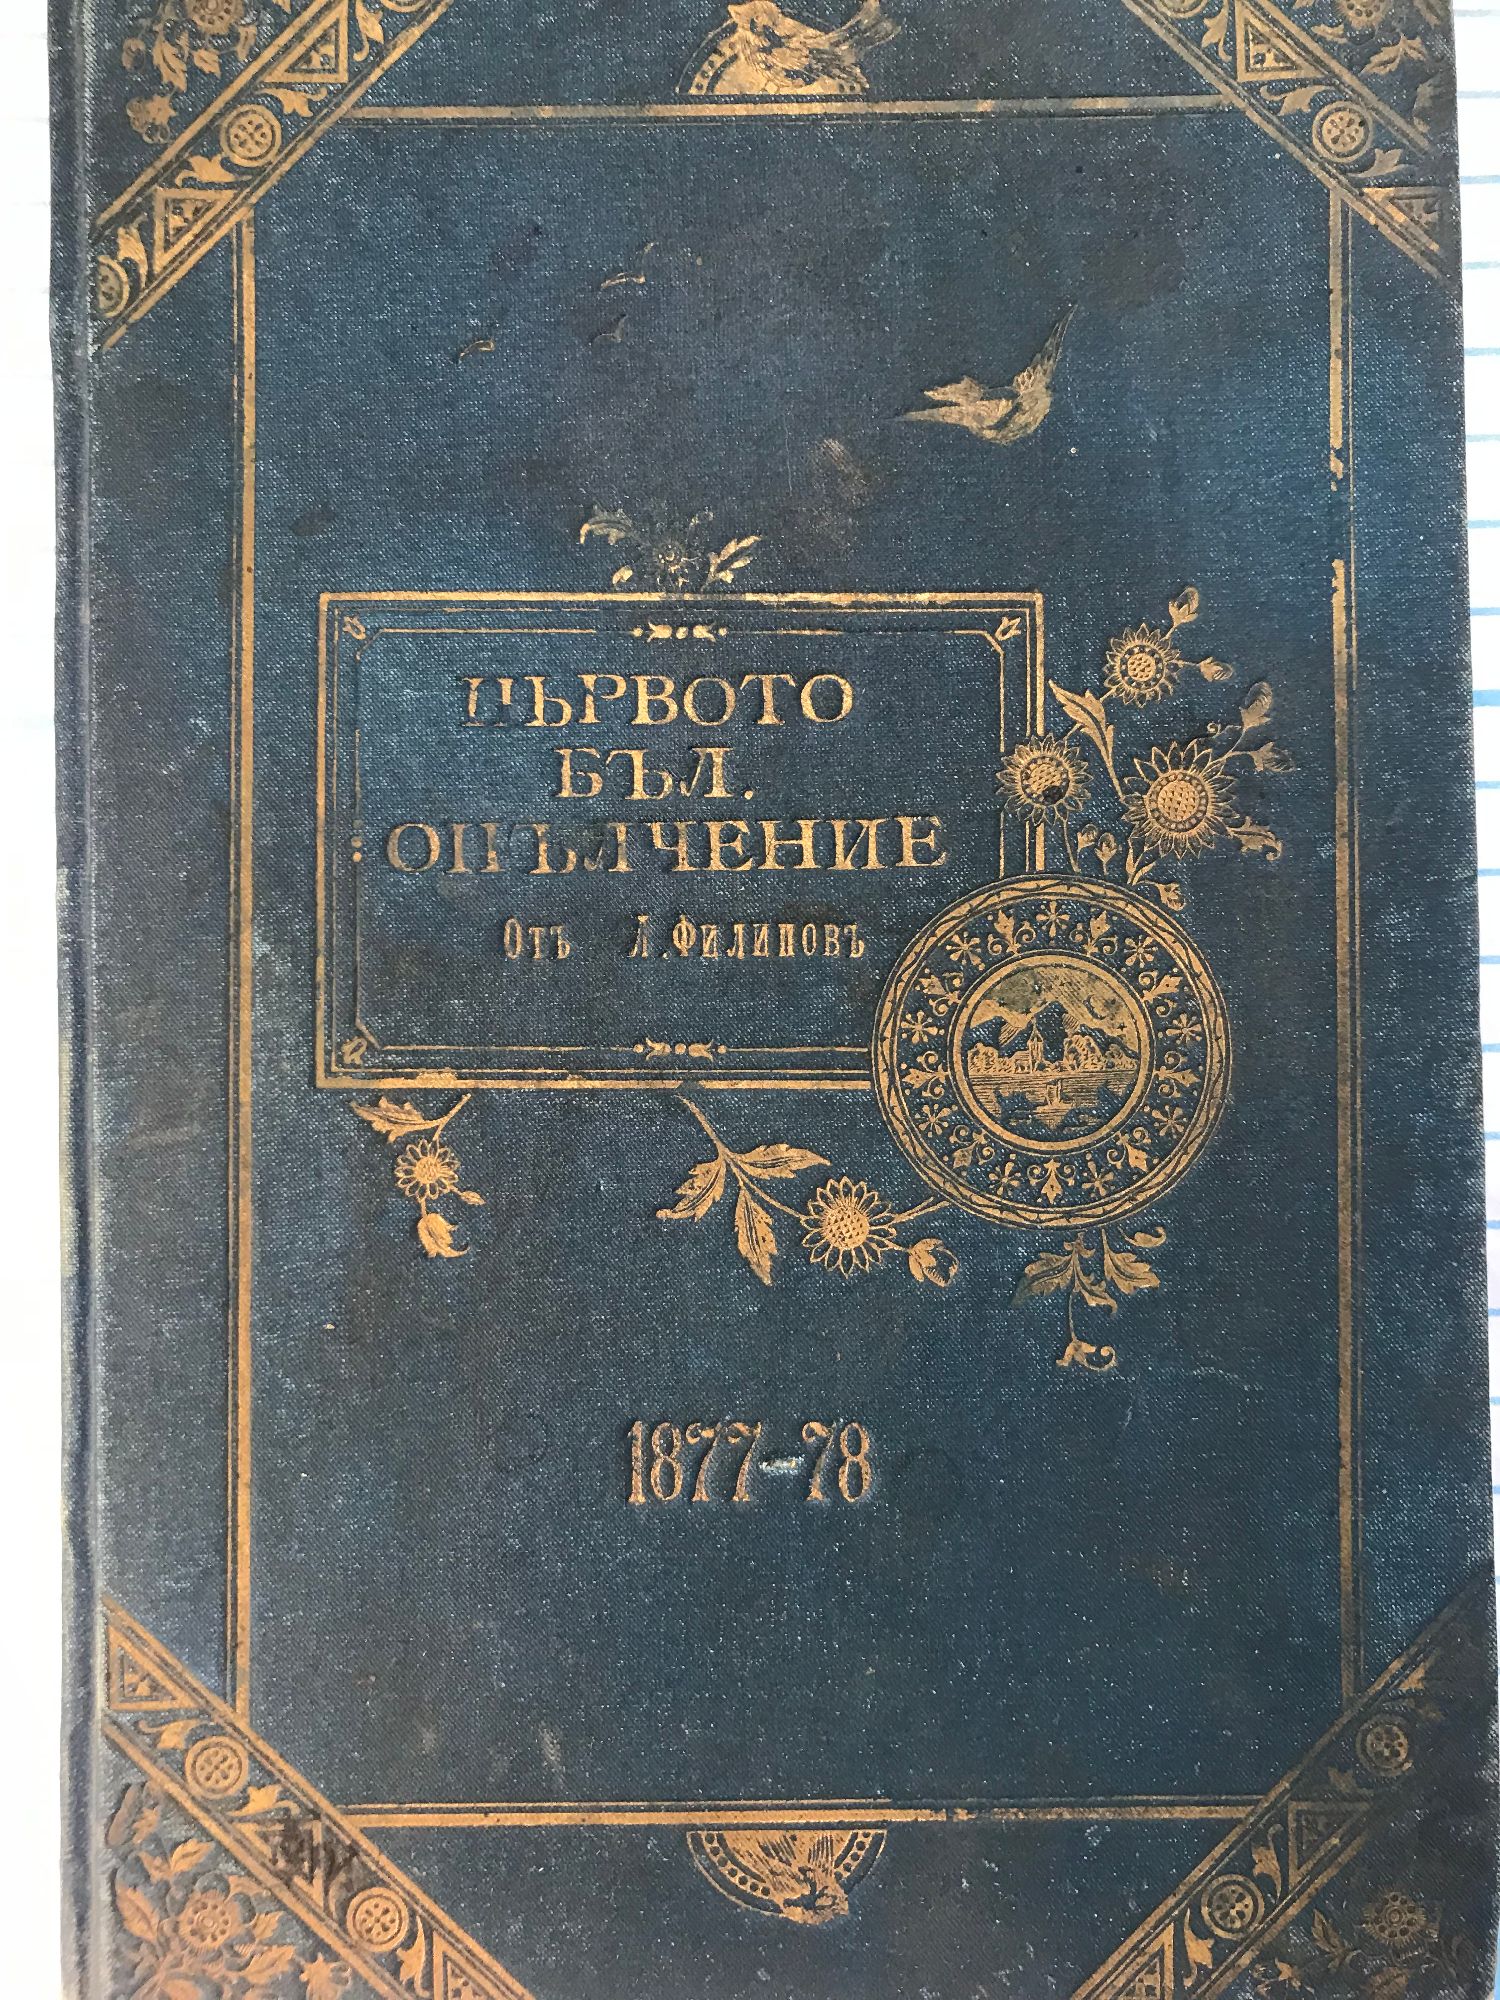 ПЪРВОТО
БЪЛ.
ОПЪЛЧЕНИЕ
Отъ Л. Филиповъ
1877-78